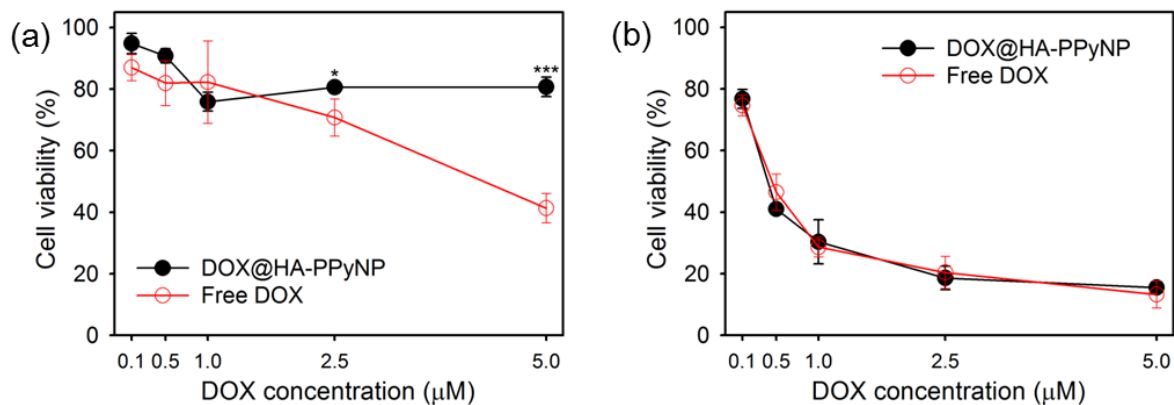 (a)
Cell viability (%)
100
80
60
40
20
0
*
***
DOX@HA-PPyNP
Free DOX
0.1 0.5 1.0 2.5 5.0
DOX concentration (μM)
(b)
Cell viability (%)
100
80
60
40
20
0
DOX@HA-PPyNP
Free DOX
0.1 0.5 1.0 2.5 5.0
DOX concentration (μM)